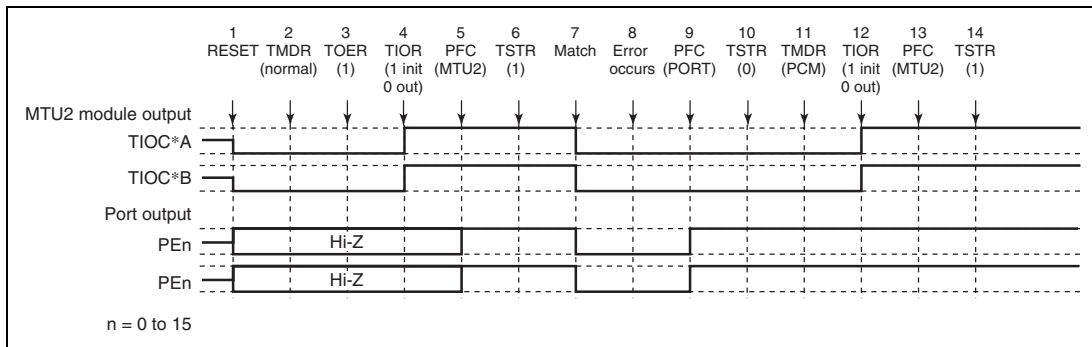 1 2 3 4 5 6 7 8 9 10 11 12 13 14
RESET TMDR TOER TIOR PFC TSTR Match Error PFC TSTR TMDR TIOR PFC TSTR
(normal) (1) (1 init (MTU2) (1) occurs (PORT) (0) (PCM) (1 init (MTU2) (1)
0 out) 0 out)
MTU2 module output
TIOC*A
TIOC*B
Port output
PEn Hi-Z
PEn Hi-Z
n = 0 to 15